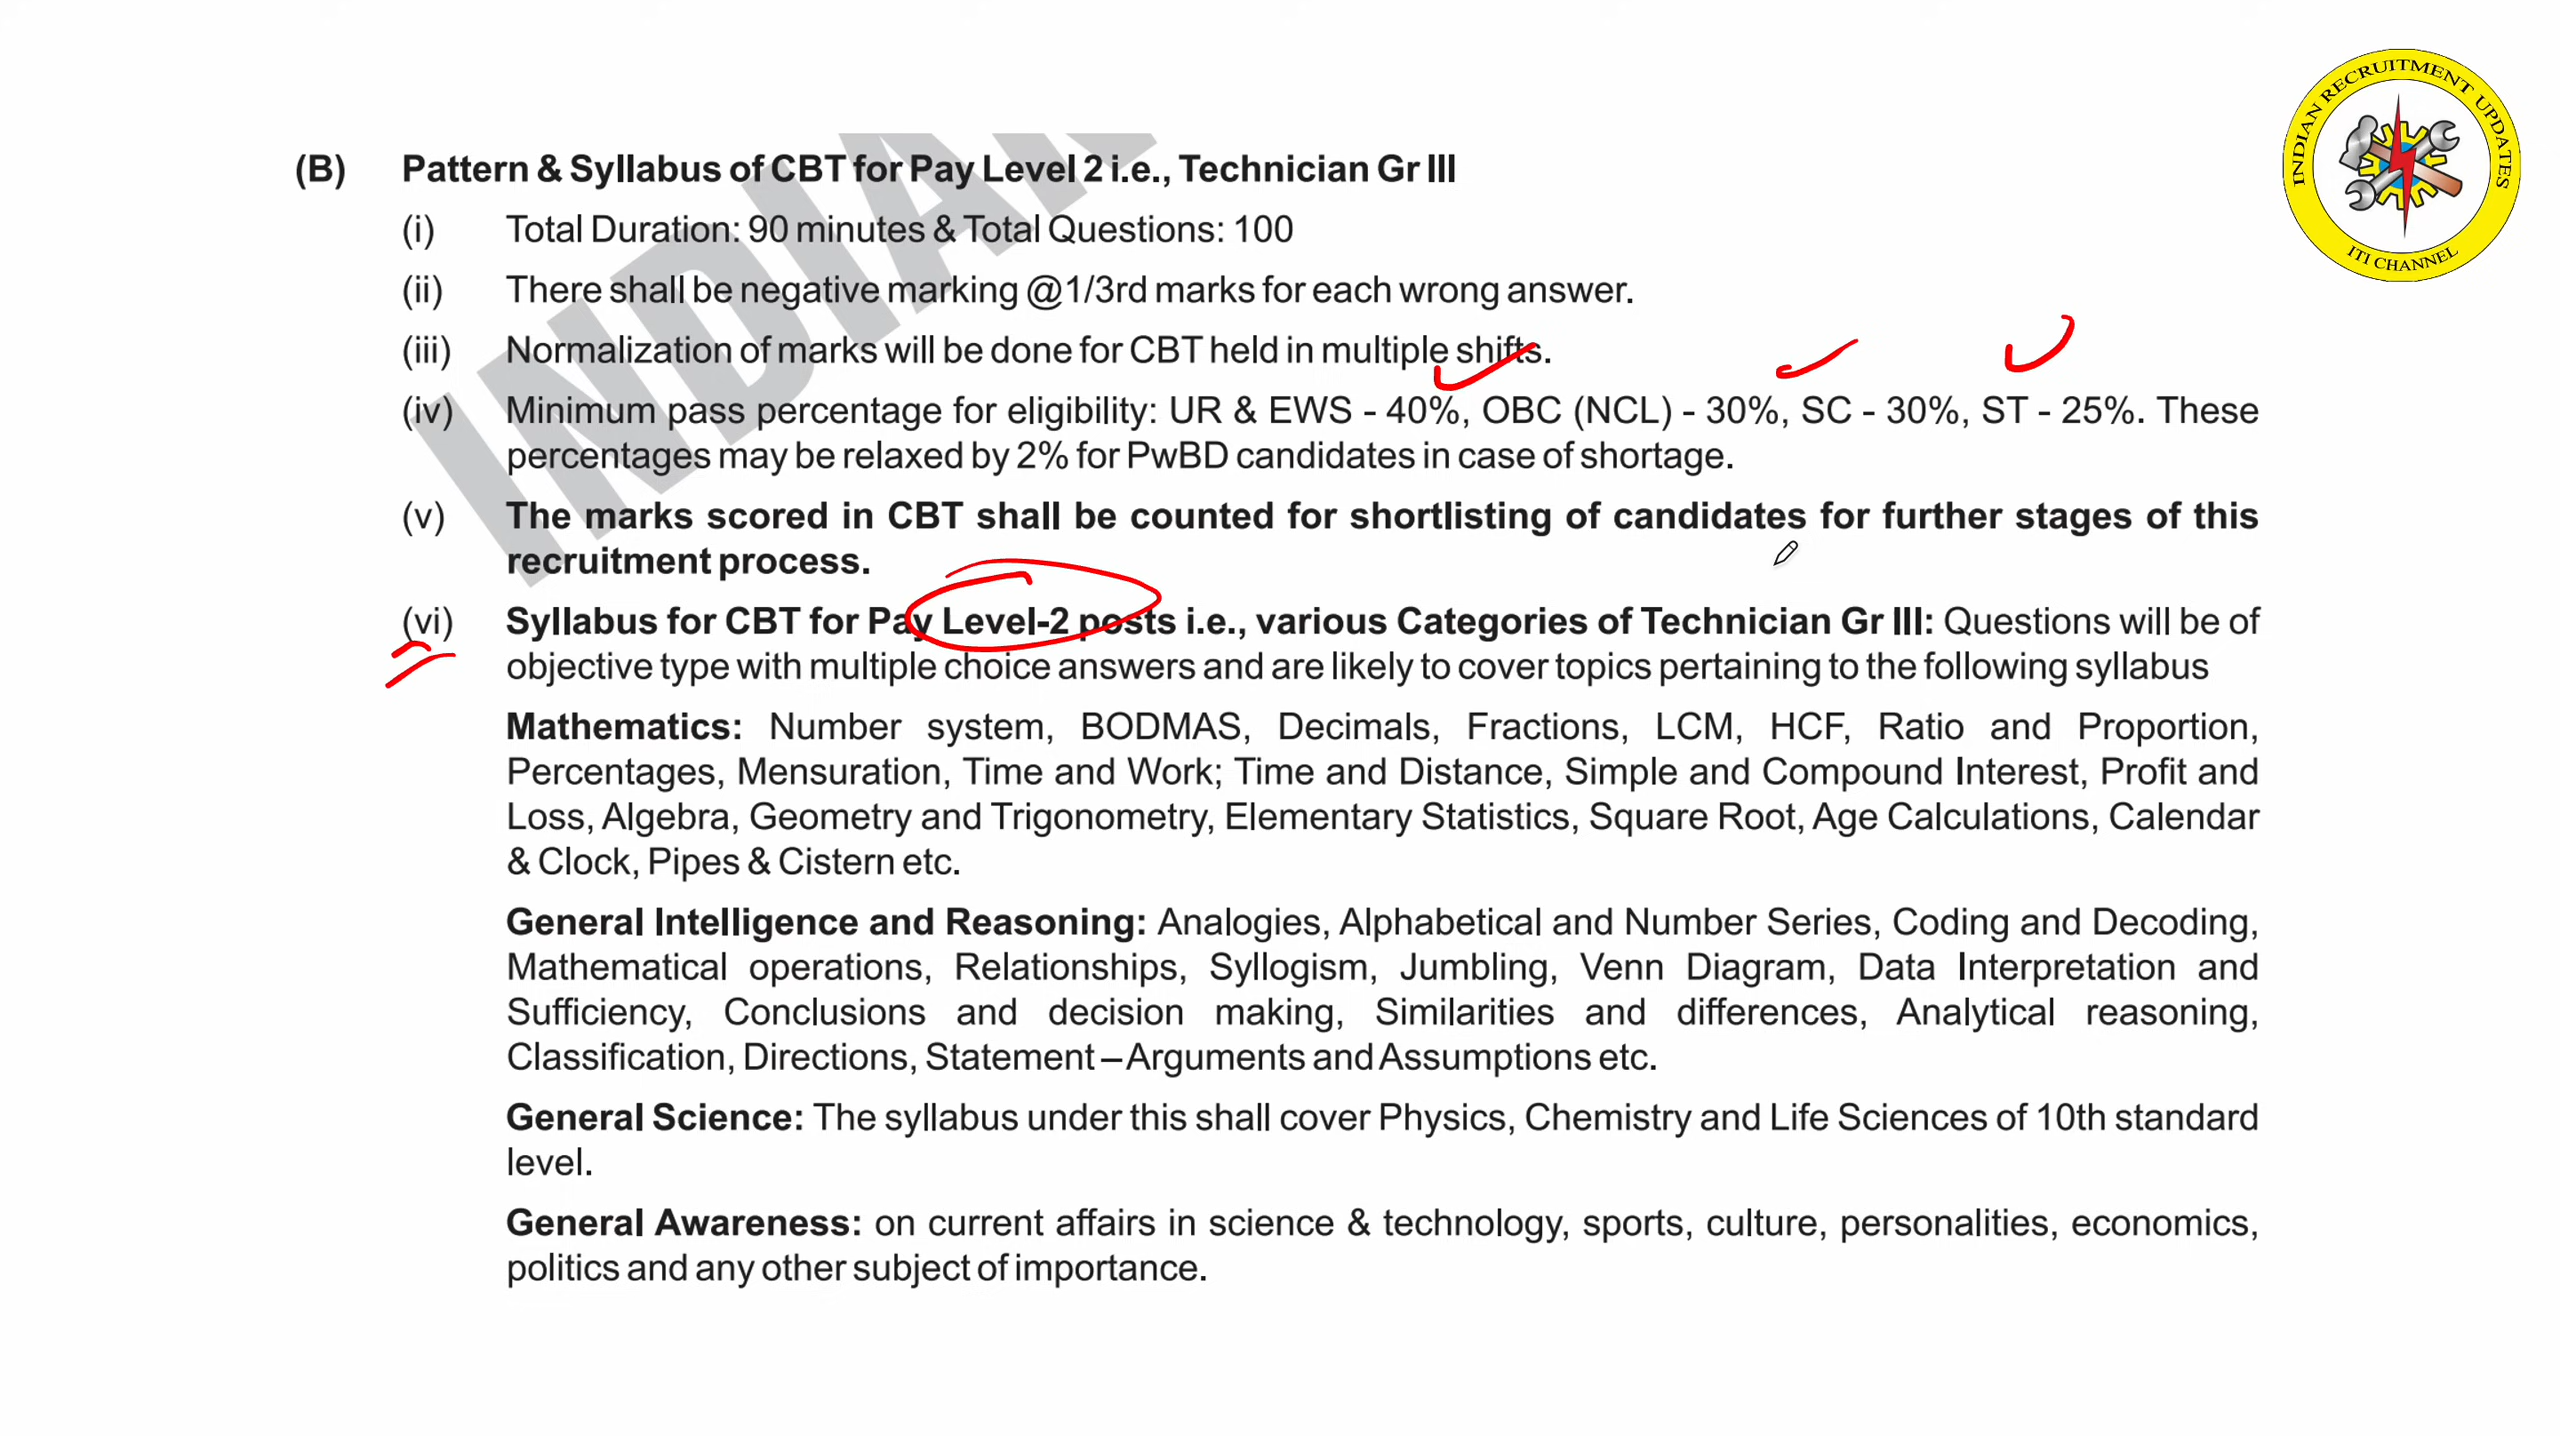 INDIAN RECRUITMENT UPDATES
ITI CHANNEL
INDIAN
(B) Pattern & Syllabus of CBT for Pay Level 2 i.e., Technician Gr III
(i) Total Duration: 90 minutes & Total Questions: 100
(ii) There shall be negative marking @1/3rd marks for each wrong answer.
(iii) Normalization of marks will be done for CBT held in multiple shifts.
(iv) Minimum pass percentage for eligibility: UR & EWS - 40%, OBC (NCL) - 30%, SC - 30%, ST - 25%. These
percentages may be relaxed by 2% for PwBD candidates in case of shortage.
(v) The marks scored in CBT shall be counted for shortlisting of candidates for further stages of this
recruitment process.
(vi) Syllabus for CBT for Pay Level-2 posts i.e., various Categories of Technician Gr III: Questions will be of
objective type with multiple choice answers and are likely to cover topics pertaining to the following syllabus
Mathematics: Number system, BODMAS, Decimals, Fractions, LCM, HCF, Ratio and Proportion,
Percentages, Mensuration, Time and Work; Time and Distance, Simple and Compound Interest, Profit and
Loss, Algebra, Geometry and Trigonometry, Elementary Statistics, Square Root, Age Calculations, Calendar
& Clock, Pipes & Cistern etc.
General Intelligence and Reasoning: Analogies, Alphabetical and Number Series, Coding and Decoding,
Mathematical operations, Relationships, Syllogism, Jumbling, Venn Diagram, Data Interpretation and
Sufficiency, Conclusions and decision making, Similarities and differences, Analytical reasoning,
Classification, Directions, Statement – Arguments and Assumptions etc.
General Science: The syllabus under this shall cover Physics, Chemistry and Life Sciences of 10th standard
level.
General Awareness: on current affairs in science & technology, sports, culture, personalities, economics,
politics and any other subject of importance.